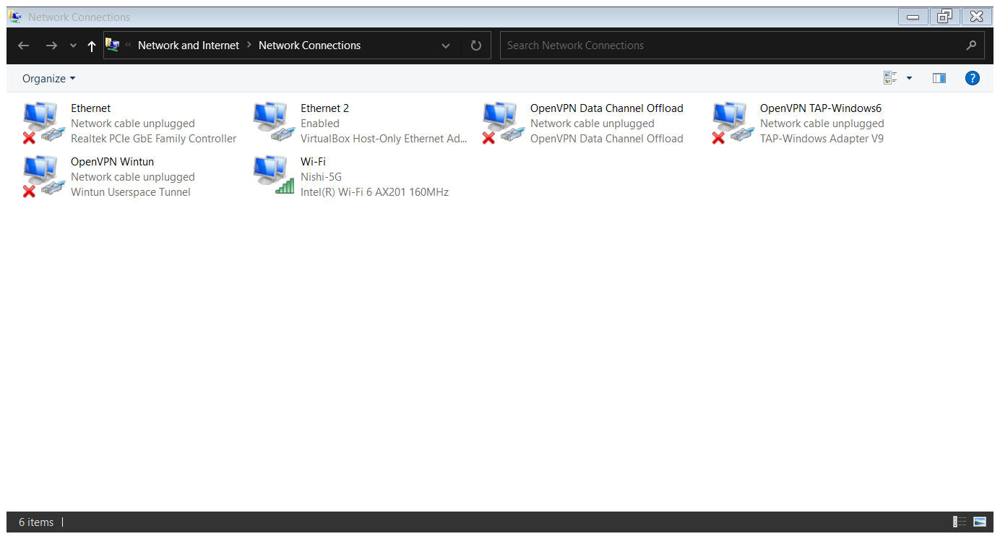 Network Connections
« Network and Internet > Network Connections
Search Network Connections
Organize
Ethernet
Network cable unplugged
Realtek PCIe GbE Family Controller
Ethernet 2
Enabled
VirtualBox Host-Only Ethernet Ad...
OpenVPN Data Channel Offload
Network cable unplugged
OpenVPN Data Channel Offload
OpenVPN TAP-Windows6
Network cable unplugged
TAP-Windows Adapter V9
OpenVPN Wintun
Network cable unplugged
Wintun Userspace Tunnel
Wi-Fi
Nishi-5G
Intel(R) Wi-Fi 6 AX201 160MHz
6 items